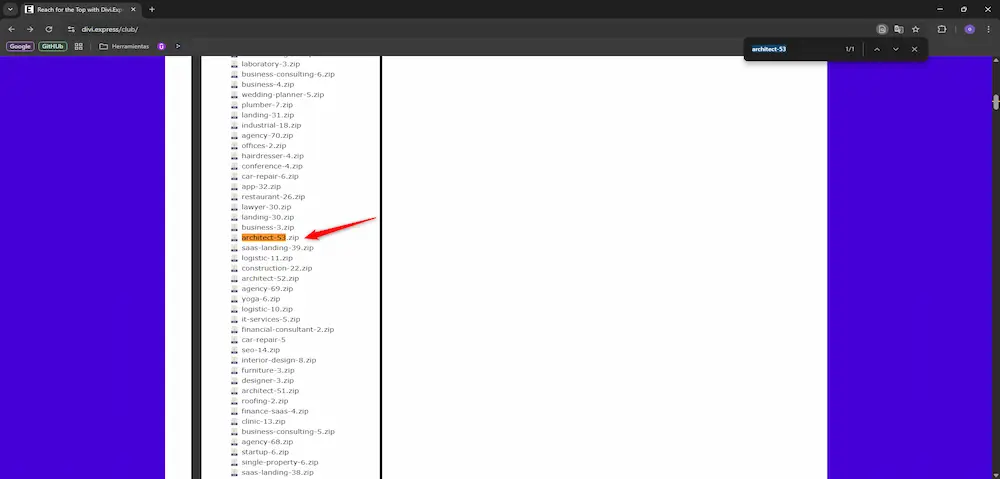 Reach for the Top with Divi.Exp
divi.express/club/
Google GitHUB Herramientas G
architect-53 1/1
laboratory-3.zip
business-consulting-6.zip
business-4.zip
wedding-planner-5.zip
plumber-7.zip
landing-31.zip
industrial-18.zip
agency-70.zip
offices-2.zip
hairdresser-4.zip
conference-4.zip
car-repair-6.zip
app-32.zip
restaurant-26.zip
lawyer-30.zip
landing-30.zip
business-3.zip
architect-53.zip
saas-landing-39.zip
logistic-11.zip
construction-22.zip
architect-52.zip
agency-69.zip
yoga-6.zip
logistic-10.zip
it-services-5.zip
financial-consultant-2.zip
car-repair-5
seo-14.zip
interior-design-8.zip
furniture-3.zip
designer-3.zip
architect-51.zip
roofing-2.zip
finance-saas-4.zip
clinic-13.zip
business-consulting-5.zip
agency-68.zip
startup-6.zip
single-property-6.zip
saas-landing-38.zip